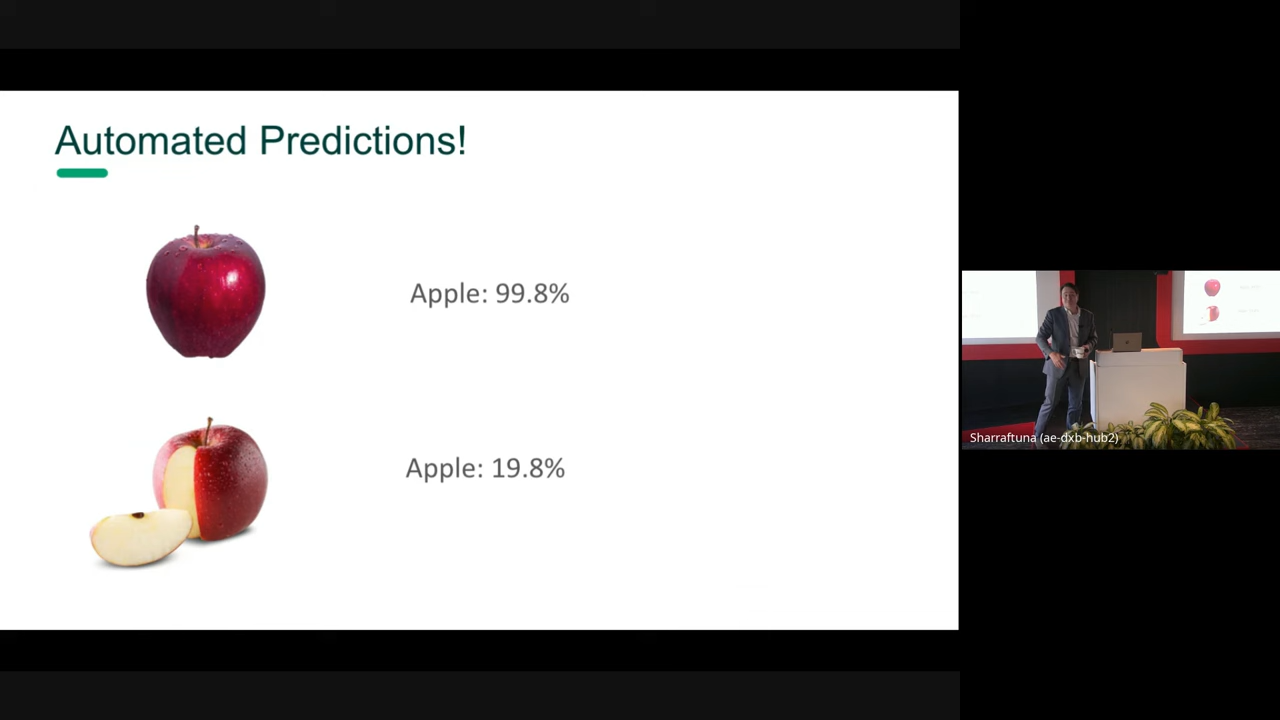 Automated Predictions!
Apple: 99.8%
Apple: 19.8%
Sharraftuna (ae-dxb-hub2)